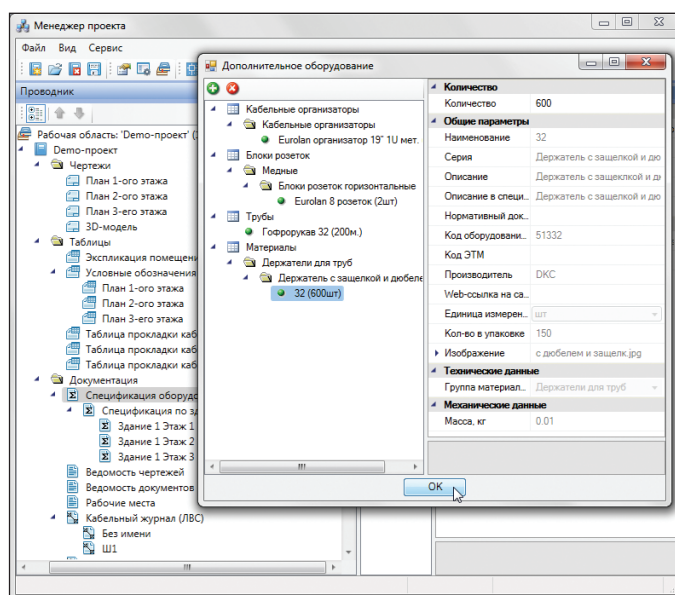 Менеджер проекта
Файл Вид Сервис
Проводник
Рабочая область: 'Demo-проект'
Demo-проект
Чертежи
План 1-ого этажа
План 2-ого этажа
План 3-его этажа
3D-модель
Таблицы
Экспликация помещени
Условные обозначения
План 1-ого этажа
План 2-ого этажа
План 3-его этажа
Таблица прокладки каб
Таблица прокладки каб
Таблица прокладки каб
Документация
Спецификация оборудо
Спецификация по зд
Здание 1 Этаж 1
Здание 1 Этаж 2
Здание 1 Этаж 3
Ведомость чертежей
Ведомость документов
Рабочие места
Кабельный журнал (ЛВС)
Без имени
Ш1
Дополнительное оборудование
Кабельные организаторы
Кабельные организаторы
Eurolan организатор 19" 1U мет.
Блоки розеток
Медные
Блоки розеток горизонтальные
Eurolan 8 розеток (2шт)
Трубы
Гофрорукав 32 (200м.)
Материалы
Держатели для труб
Держатель с защелкой и дюбеле
32 (600шт)
Количество
Количество 600
Общие параметры
Наименование 32
Серия Держатель с защелкой и дю
Описание Держатель с защеклкой и дю
Описание в специ... Держатель с защелкой и дю
Нормативный док...
Код оборудовани... 51332
Код ЭТМ
Производитель DKC
Web-ссылка на са...
Единица измерен... шт
Кол-во в упаковке 150
Изображение с дюбелем и защелк.jpg
Технические данные
Группа материал... Держатели для труб
Механические данные
Масса, кг 0.01
OK